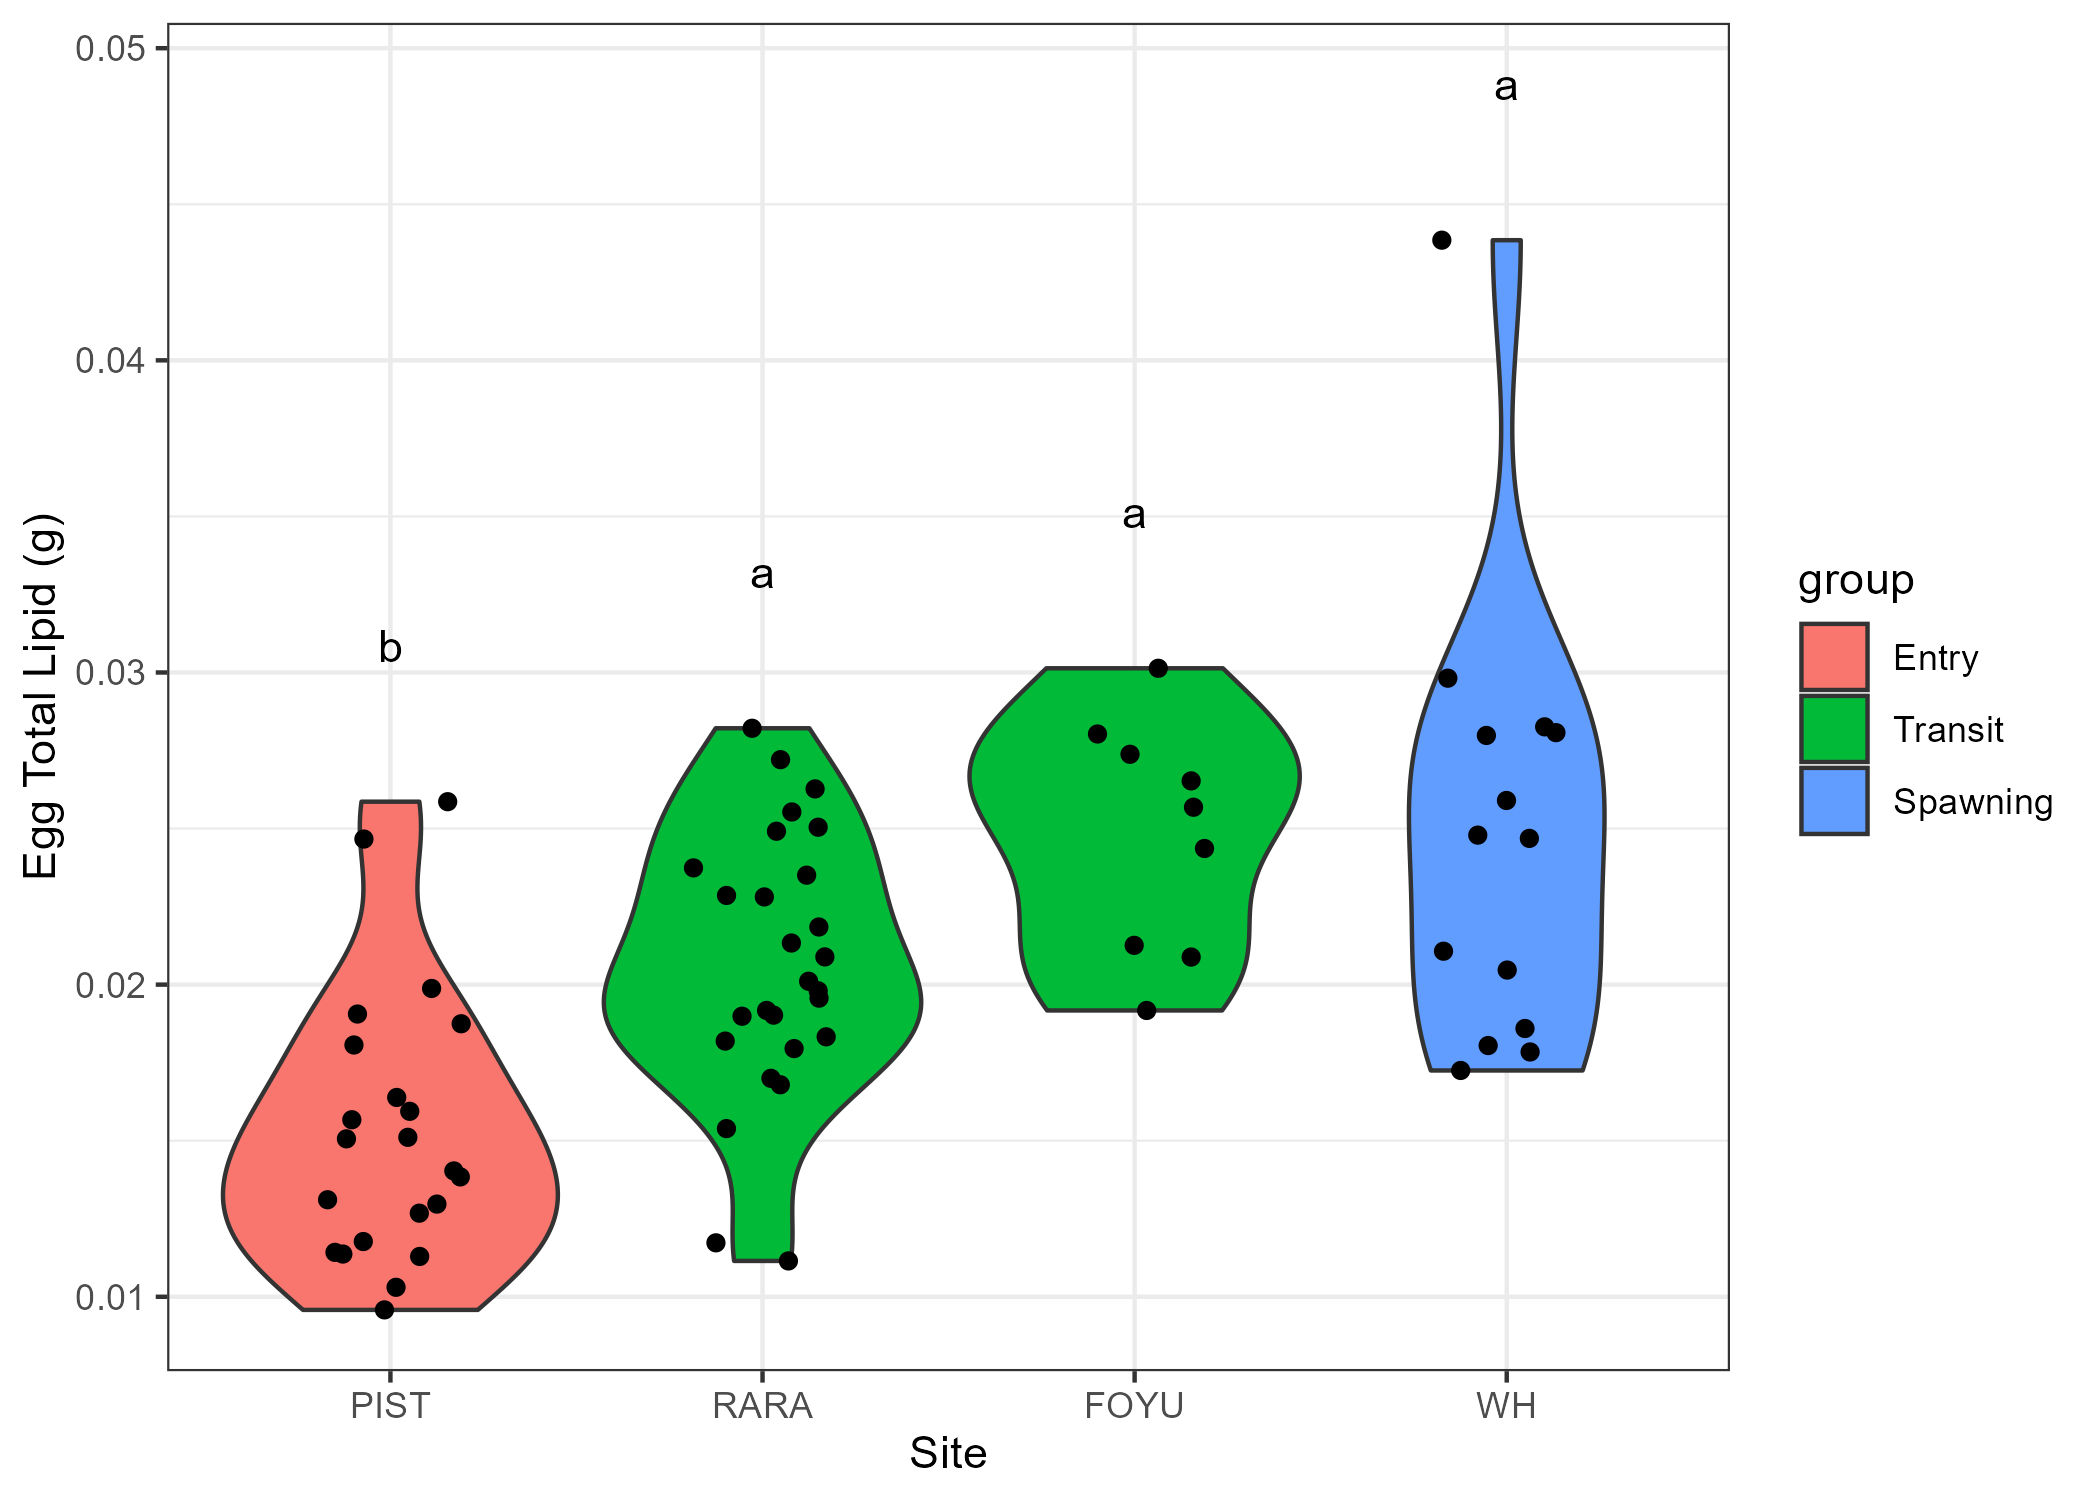 0.05
0.04
0.03
0.02
0.01
Egg Total Lipid (g)
b
a
a
a
PIST
RARA
FOYU
WH
Site
group
Entry
Transit
Spawning